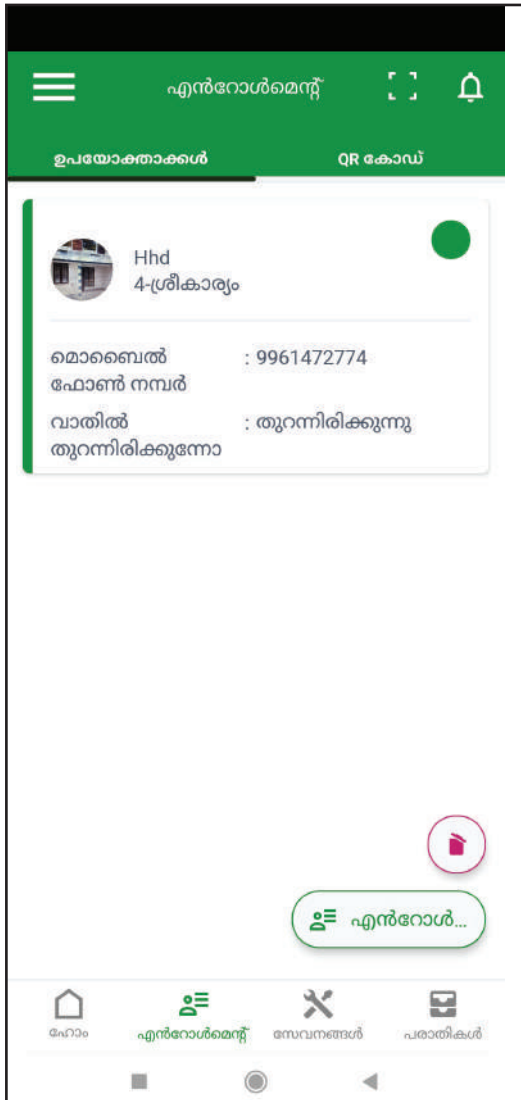 എൻറോൾമെന്റ്
ഉപയോക്താക്കൾ QR കോഡ്
Hhd
4-ശ്രീകാര്യം
മൊബൈൽ : 9961472774
ഫോൺ നമ്പർ
വാതിൽ : തുറന്നിരിക്കുന്നു
തുറന്നിരിക്കുന്നോ
എൻറോൾ...
ഹോം എൻറോൾമെന്റ് സേവനങ്ങൾ പരാതികൾ